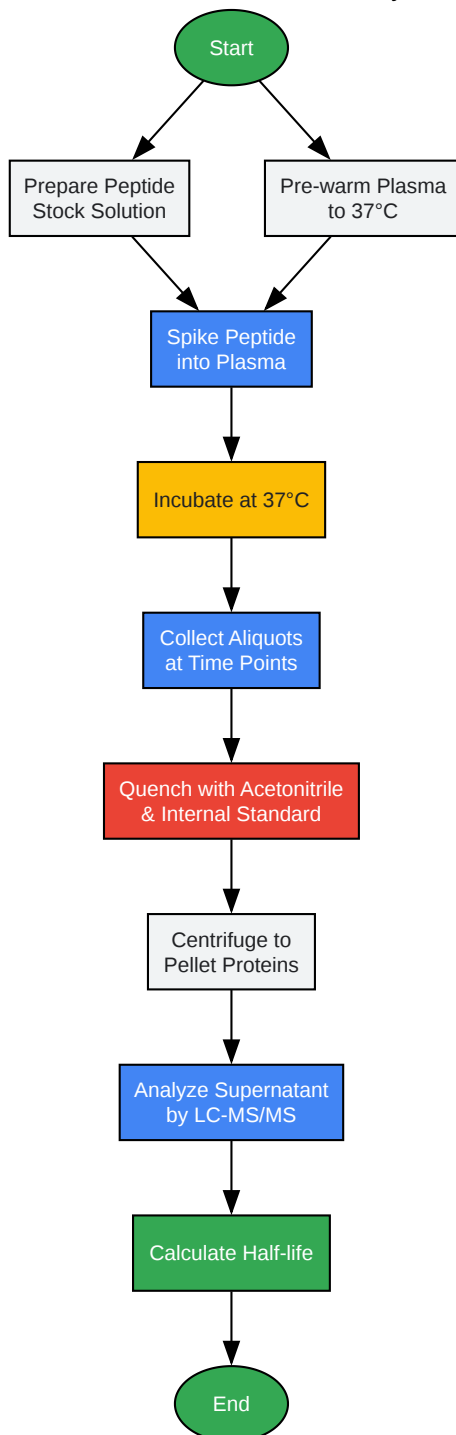 Start
Prepare Peptide
Stock Solution
Pre-warm Plasma
to 37°C
Spike Peptide
into Plasma
Incubate at 37°C
Collect Aliquots
at Time Points
Quench with Acetonitrile
& Internal Standard
Centrifuge to
Pellet Proteins
Analyze Supernatant
by LC-MS/MS
Calculate Half-life
End